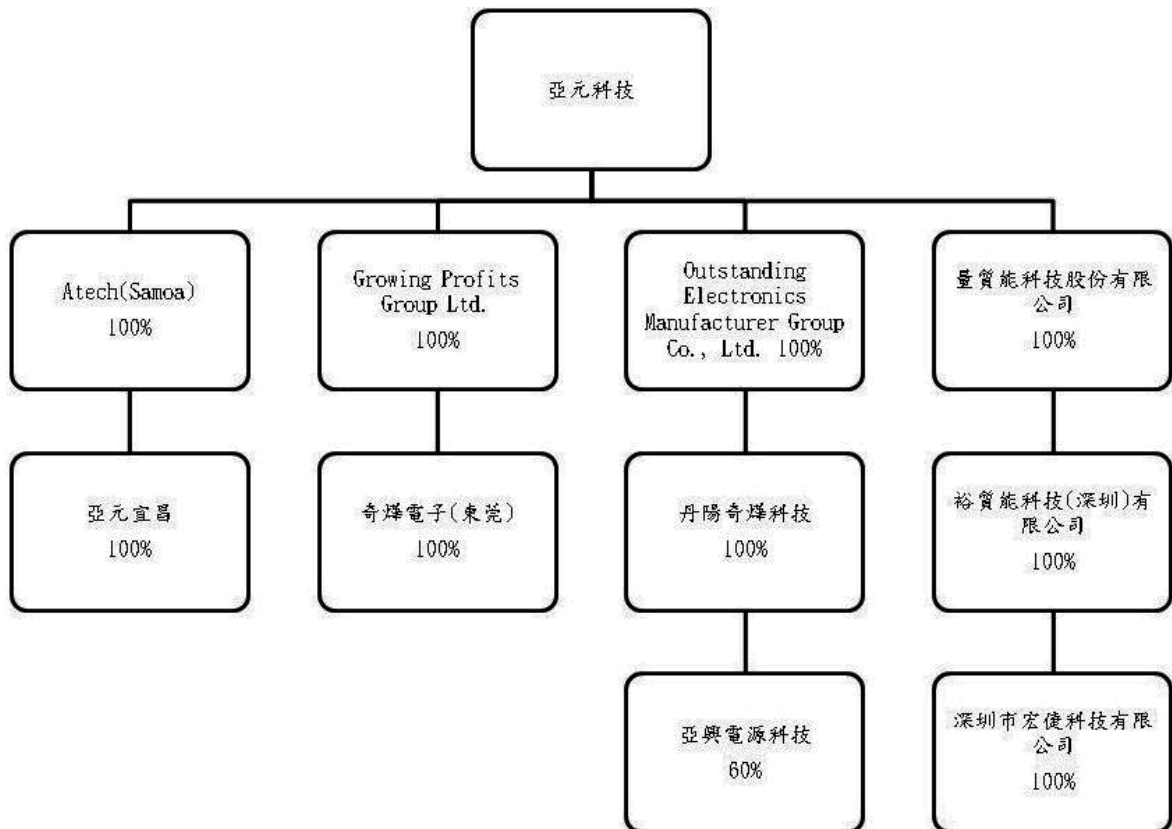 亞元科技
Atech(Samoa)
100%
Growing Profits
Group Ltd.
100%
Outstanding
Electronics
Manufacturer Group
Co., Ltd. 100%
量質能科技股份有限
公司
100%
亞元宜昌
100%
奇燁電子(東莞)
100%
丹陽奇燁科技
100%
裕質能科技(深圳)有
限公司
100%
亞興電源科技
60%
深圳市宏偉科技有限
公司
100%